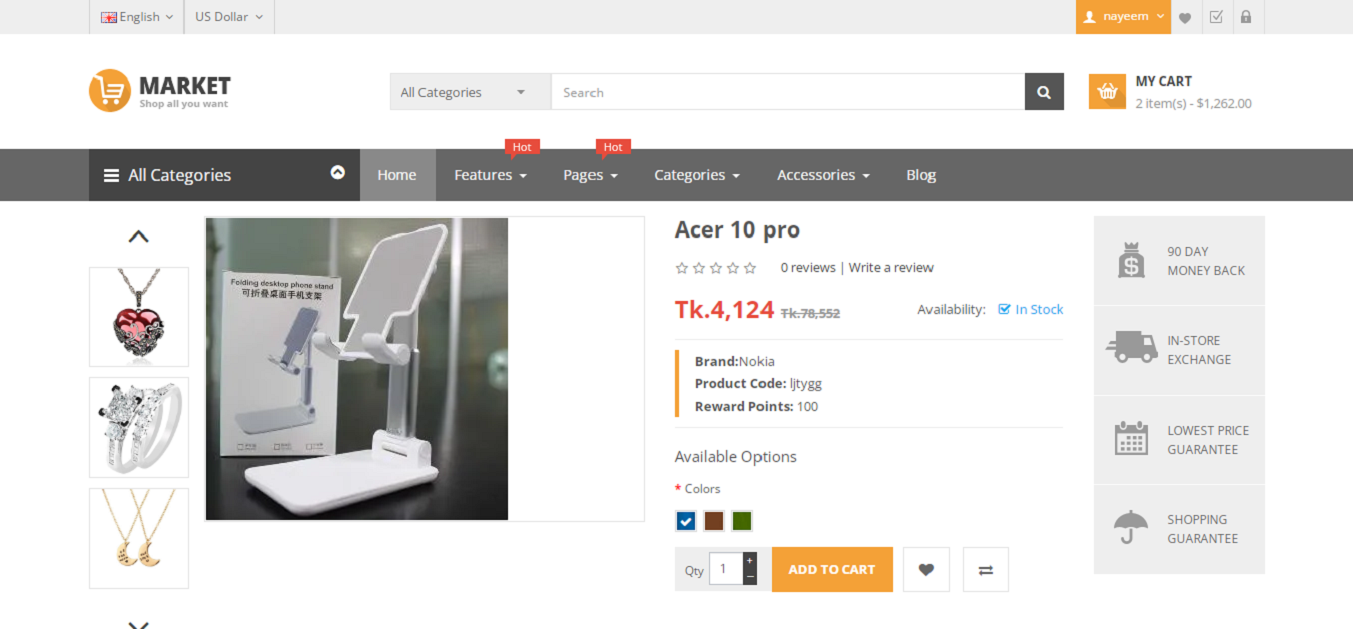 English
US Dollar
nayeem
MARKET
Shop all you want
All Categories
Search
MY CART
2 item(s) - $1,262.00
Hot
Hot
All Categories
Home
Features
Pages
Categories
Accessories
Blog
Folding desktop phone stand
可折叠桌面手机支架
Acer 10 pro
0 reviews | Write a review
Tk.4,124 Tk.78,552
Availability: In Stock
Brand:Nokia
Product Code: ljtygg
Reward Points: 100
Available Options
* Colors
Qty 1 + −
ADD TO CART
90 DAY
MONEY BACK
IN-STORE
EXCHANGE
LOWEST PRICE
GUARANTEE
SHOPPING
GUARANTEE